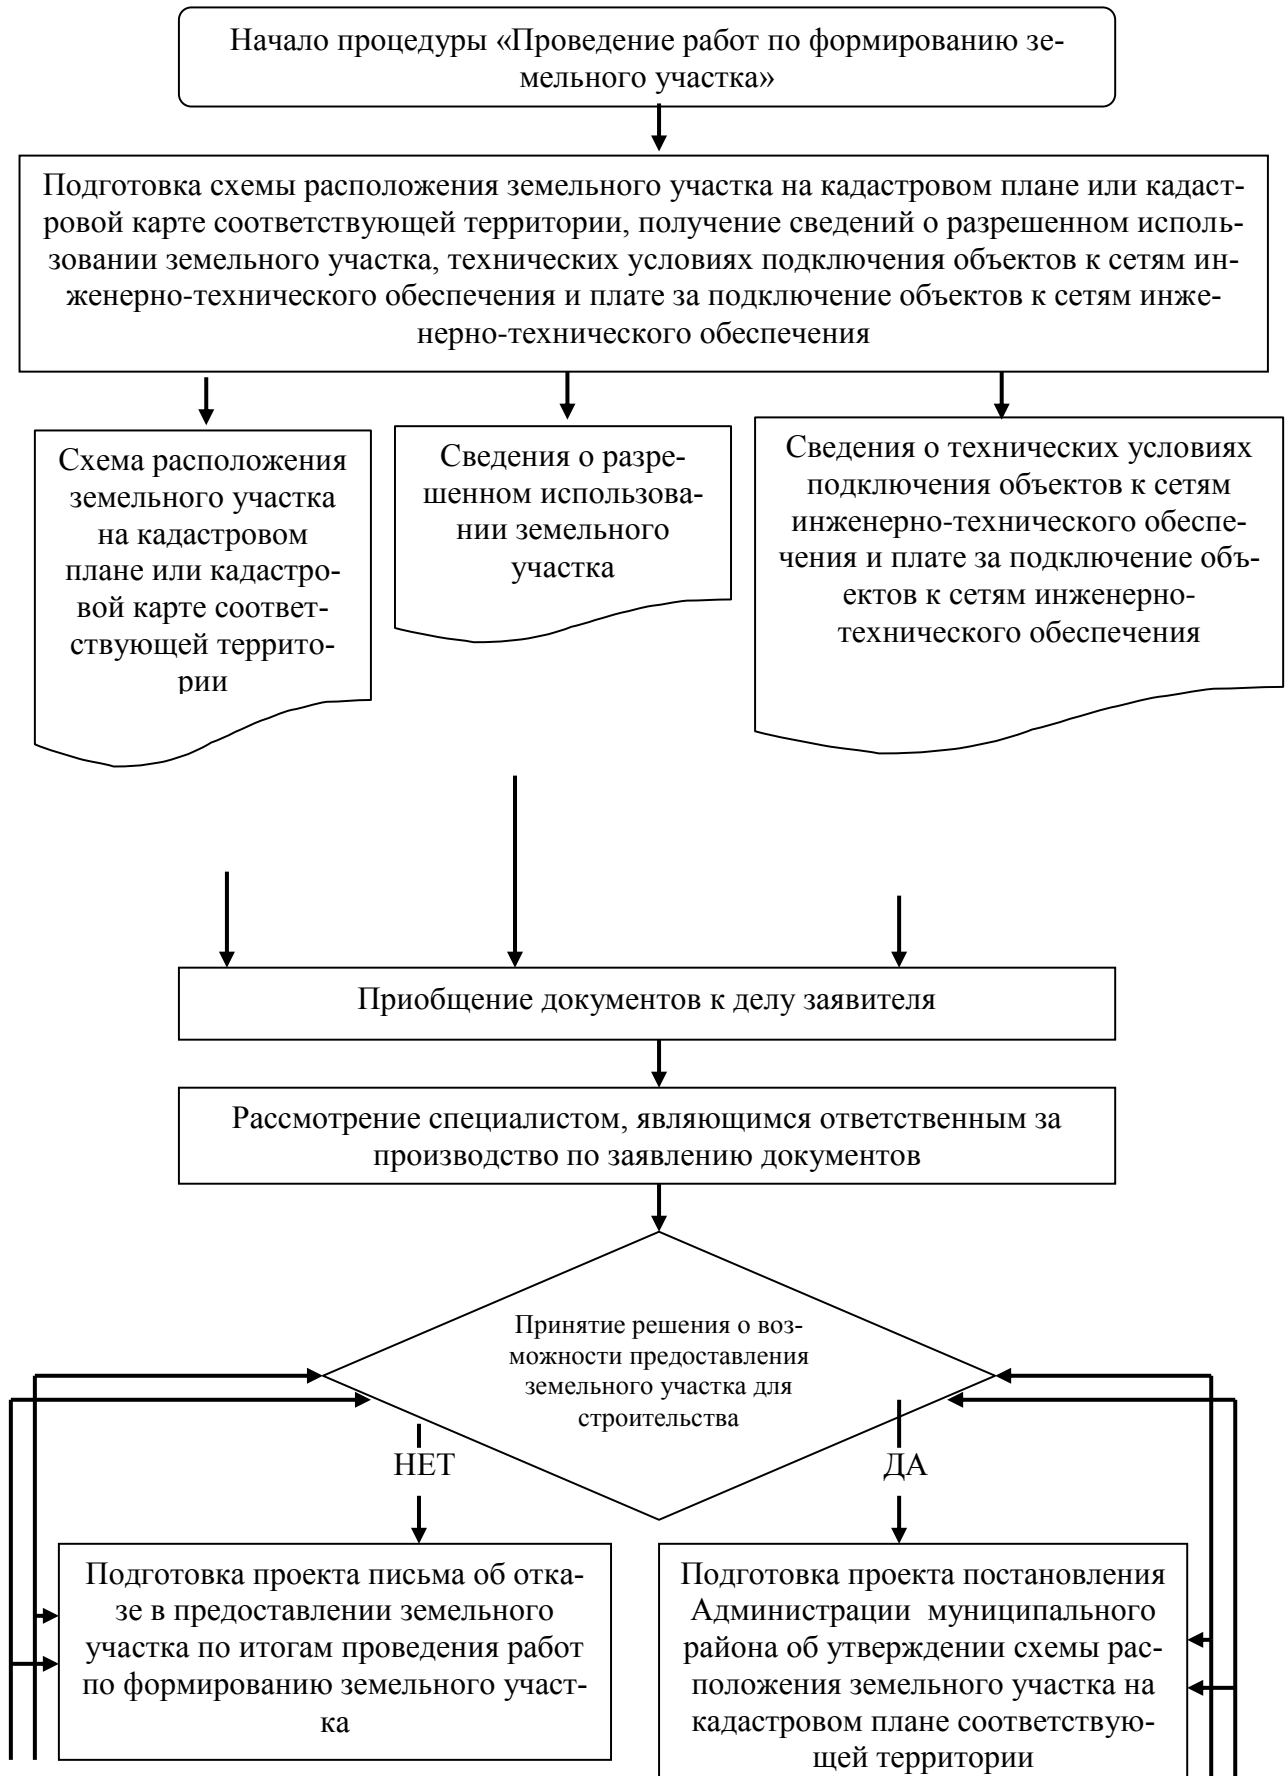 Начало процедуры «Проведение работ по формированию зе-
мельного участка»
Подготовка схемы расположения земельного участка на кадастровом плане или кадаст-
ровой карте соответствующей территории, получение сведений о разрешенном исполь-
зовании земельного участка, технических условиях подключения объектов к сетям ин-
женерно-технического обеспечения и плате за подключение объектов к сетям инже-
нерно-технического обеспечения
Схема расположения
земельного участка
на кадастровом
плане или кадастро-
вой карте соответ-
ствующей террито-
рии
Сведения о разре-
шенном использова-
нии земельного
участка
Сведения о технических условиях
подключения объектов к сетям
инженерно-технического обеспе-
чения и плате за подключение объ-
ектов к сетям инженерно-
технического обеспечения
Приобщение документов к делу заявителя
Рассмотрение специалистом, являющимся ответственным за
производство по заявлению документов
Принятие решения о воз-
можности предоставления
земельного участка для
строительства
НЕТ
ДА
Подготовка проекта письма об отка-
зе в предоставлении земельного
участка по итогам проведения работ
по формированию земельного участ-
ка
Подготовка проекта постановления
Администрации  муниципального
района об утверждении схемы рас-
положения земельного участка на
кадастровом плане соответствую-
щей территории